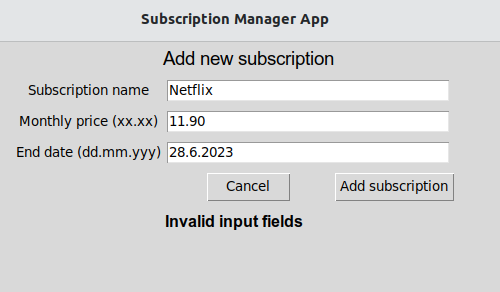 Subscription Manager App
Add new subscription
Subscription name Netflix
Monthly price (xx.xx) 11.90
End date (dd.mm.yyy) 28.6.2023
Cancel Add subscription
Invalid input fields